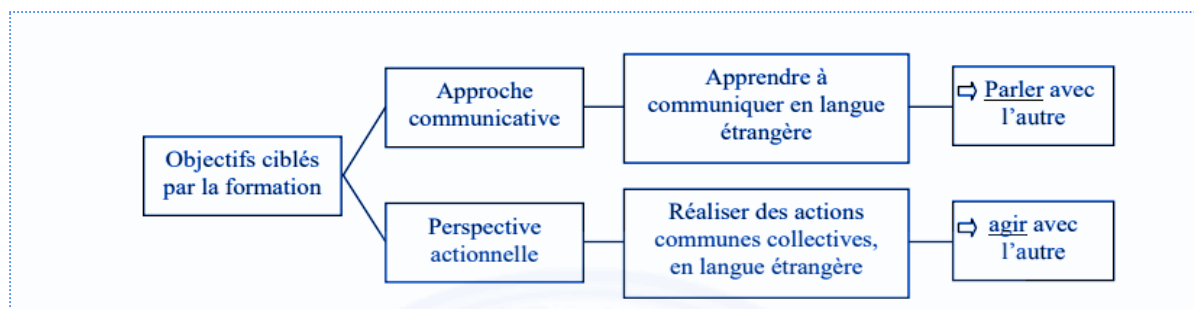 Objectifs ciblés
par la formation
Approche
communicative
Apprendre à
communiquer en langue
étrangère
⇨ Parler avec
l’autre
Perspective
actionnelle
Réaliser des actions
communes collectives,
en langue étrangère
⇨ agir avec
l’autre